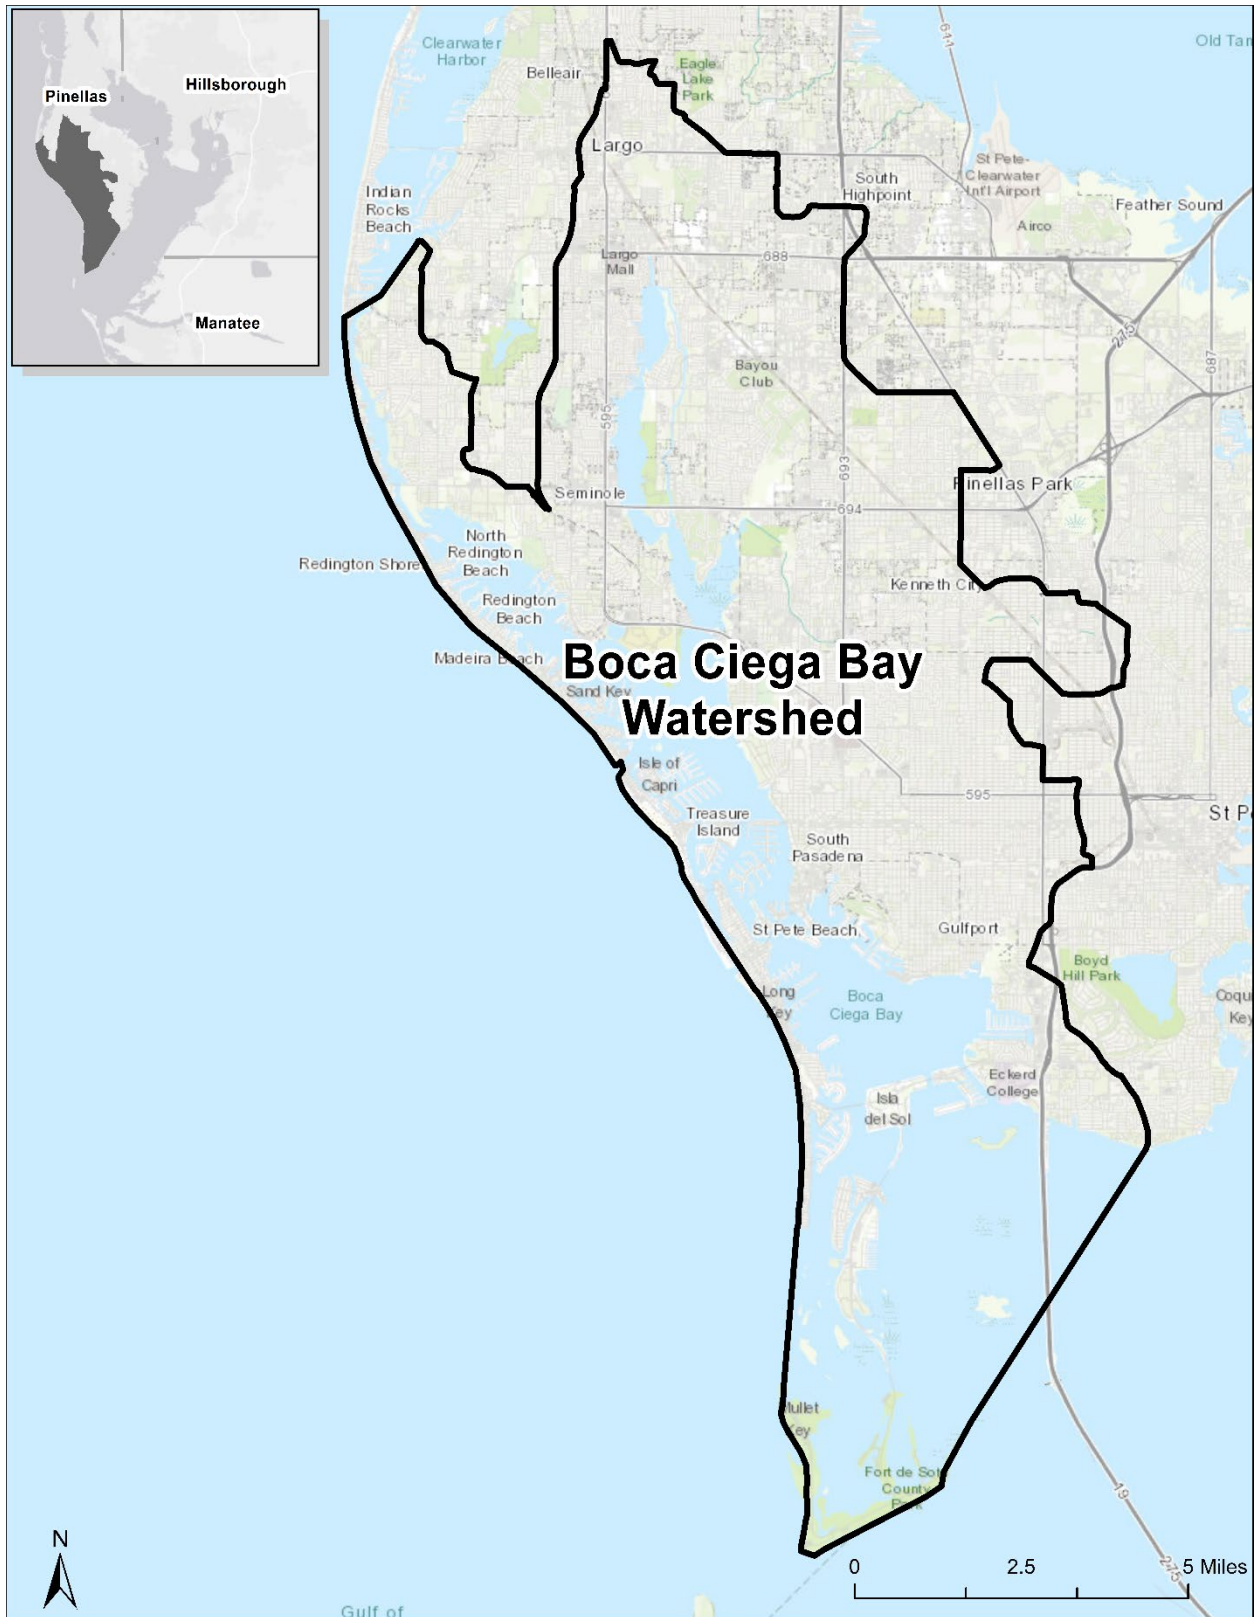 Pinellas
Hillsborough
Manatee
Clearwater
Harbor
Belleair
Eagle
Lake
Park
611
Old Tam
Largo
St Pete-
Clearwater
Int'l Airport
South
Highpoint
Indian
Rocks
Beach
Feather Sound
Airco
Largo
Mall
688
275
687
Bayou
Club
595
693
Seminole
Pinellas Park
694
North
Redington
Beach
Redington Shore
Kenneth City
Redington
Beach
Madeira Beach
Boca Ciega Bay
Watershed
Sand Key
Isle of
Capri
595
Treasure
Island
St P
South
Pasadena
St Pete Beach
Gulfport
Boyd
Hill Park
Long
Key
Boca
Ciega Bay
Coqu
Key
Eckerd
College
Isla
del Sol
Mullet
Key
Fort de Soto
County
Park
19
275
N
0 2.5 5 Miles
Gulf of